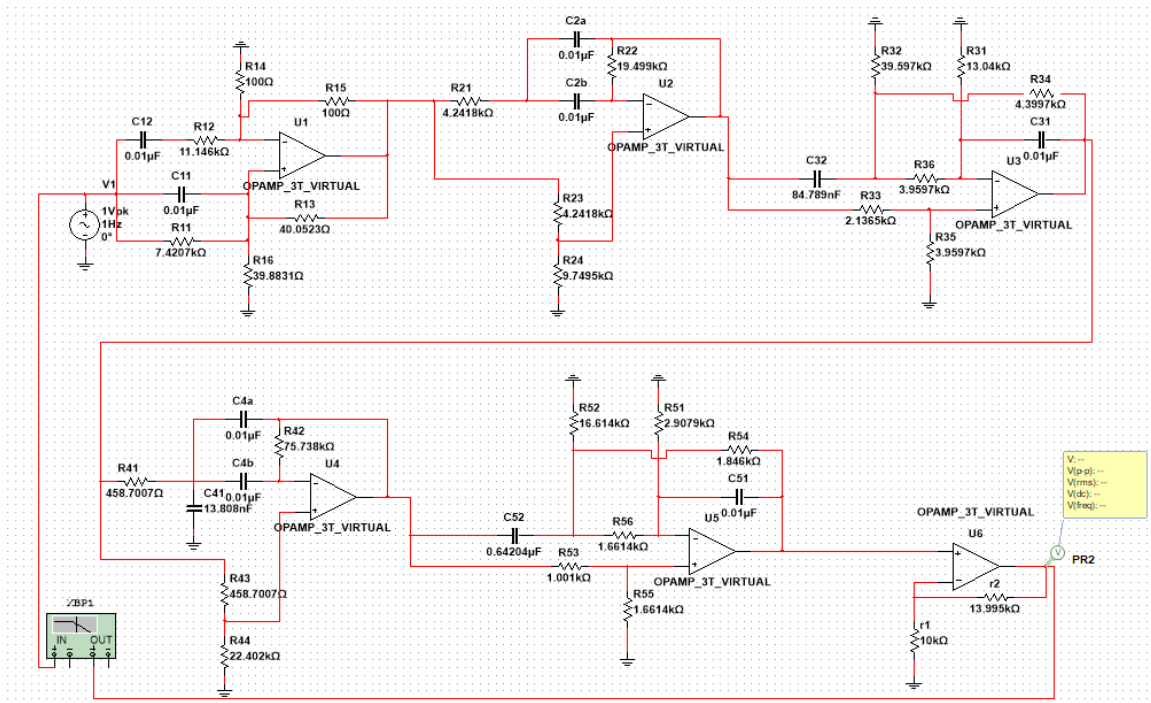 C2a
0.01µF
R22
19.499kΩ
C2b
0.01µF
U2
OPAMP_3T_VIRTUAL
R21
4.2418kΩ
R14
100Ω
R15
100Ω
C12
0.01µF
R12
11.146kΩ
U1
OPAMP_3T_VIRTUAL
V1
1Vpk
1Hz
0°
C11
0.01µF
R13
40.0523Ω
R11
7.4207kΩ
R16
39.8831Ω
R23
4.2418kΩ
R24
9.7495kΩ
R32
39.597kΩ
R31
13.04kΩ
R34
4.3997kΩ
C31
0.01µF
C32
84.789nF
R36
3.9597kΩ
U3
OPAMP_3T_VIRTUAL
R33
2.1365kΩ
R35
3.9597kΩ
C4a
0.01µF
R42
75.738kΩ
C4b
0.01µF
U4
OPAMP_3T_VIRTUAL
R41
458.7007Ω
C41
13.808nF
R43
458.7007Ω
R44
22.402kΩ
R52
16.614kΩ
R51
2.9079kΩ
R54
1.846kΩ
C51
0.01µF
C52
0.64204µF
R56
1.6614kΩ
U5
OPAMP_3T_VIRTUAL
R53
1.001kΩ
R55
1.6614kΩ
OPAMP_3T_VIRTUAL
U6
r2
13.995kΩ
r1
10kΩ
V: --
V(p-p): --
V(rms): --
V(dc): --
V(freq): --
V
PR2
XBP1
IN OUT